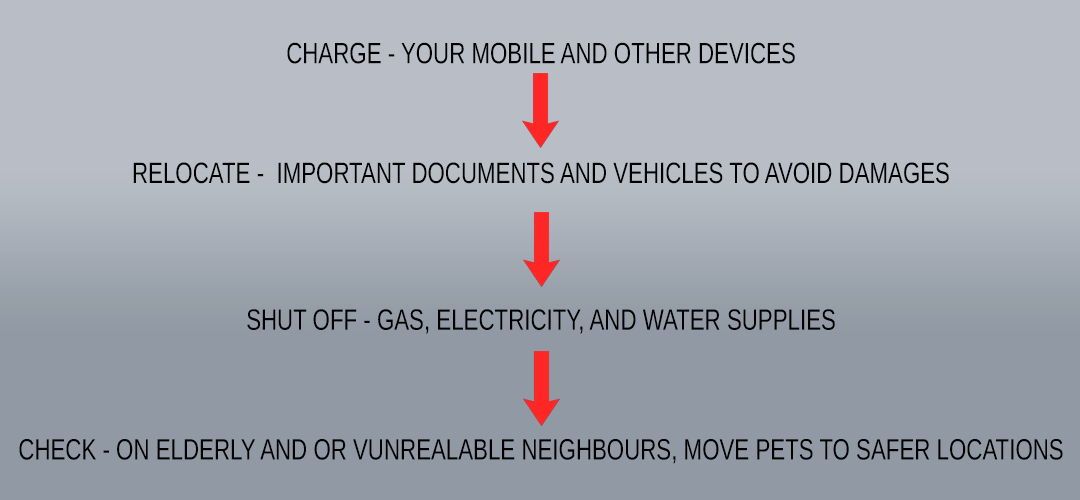 CHARGE - YOUR MOBILE AND OTHER DEVICES
RELOCATE - IMPORTANT DOCUMENTS AND VEHICLES TO AVOID DAMAGES
SHUT OFF - GAS, ELECTRICITY, AND WATER SUPPLIES
CHECK - ON ELDERLY AND OR VUNREALABLE NEIGHBOURS, MOVE PETS TO SAFER LOCATIONS